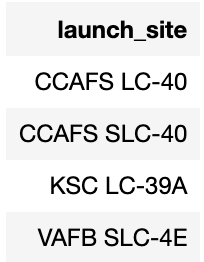 launch_site
CCAFS LC-40
CCAFS SLC-40
KSC LC-39A
VAFB SLC-4E